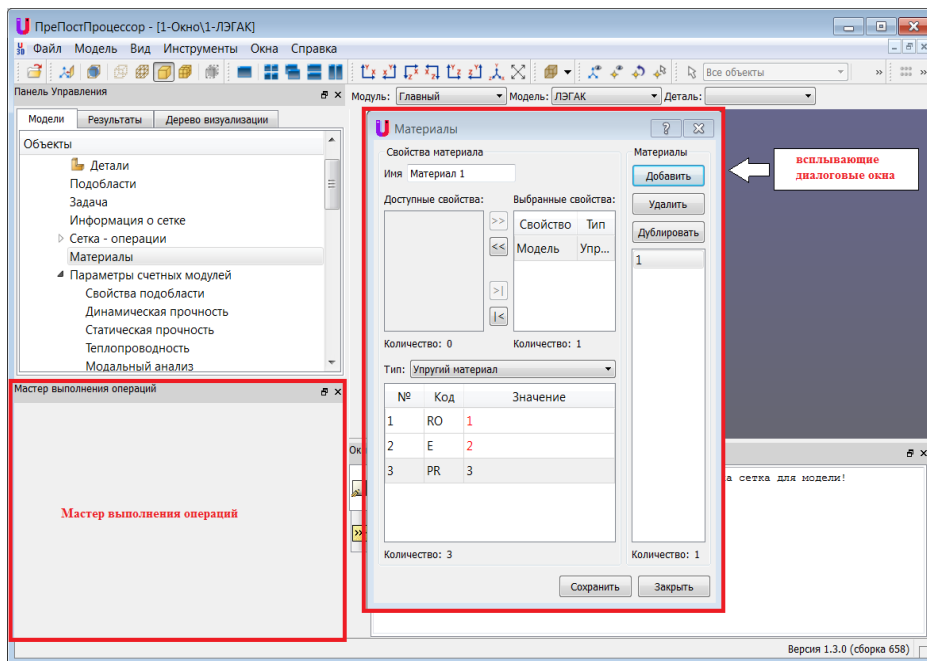 ПреПостПроцессор - [1-Окно\1-ЛЭГАК]
Файл Модель Вид Инструменты Окна Справка
Все объекты
Панель Управления
Модуль: Главный Модель: ЛЭГАК Деталь:
Модели Результаты Дерево визуализации
Объекты
Детали
Подобласти
Задача
Информация о сетке
Сетка - операции
Материалы
Параметры счетных модулей
Свойства подобласти
Динамическая прочность
Статическая прочность
Теплопроводность
Модальный анализ
Мастер выполнения операций
Мастер выполнения операций
Материалы
Свойства материала
Имя Материал 1
Доступные свойства:
Выбранные свойства:
>>
<<
>|
|<
Свойство Тип
Модель Упр...
Количество: 0
Количество: 1
Тип: Упругий материал
№ Код Значение
1 RO 1
2 E 2
3 PR 3
Количество: 3
Материалы
Добавить
Удалить
Дублировать
1
Количество: 1
Сохранить
Закрыть
всплывающие
диалоговые окна
сетка для модели!
Версия 1.3.0 (сборка 658)